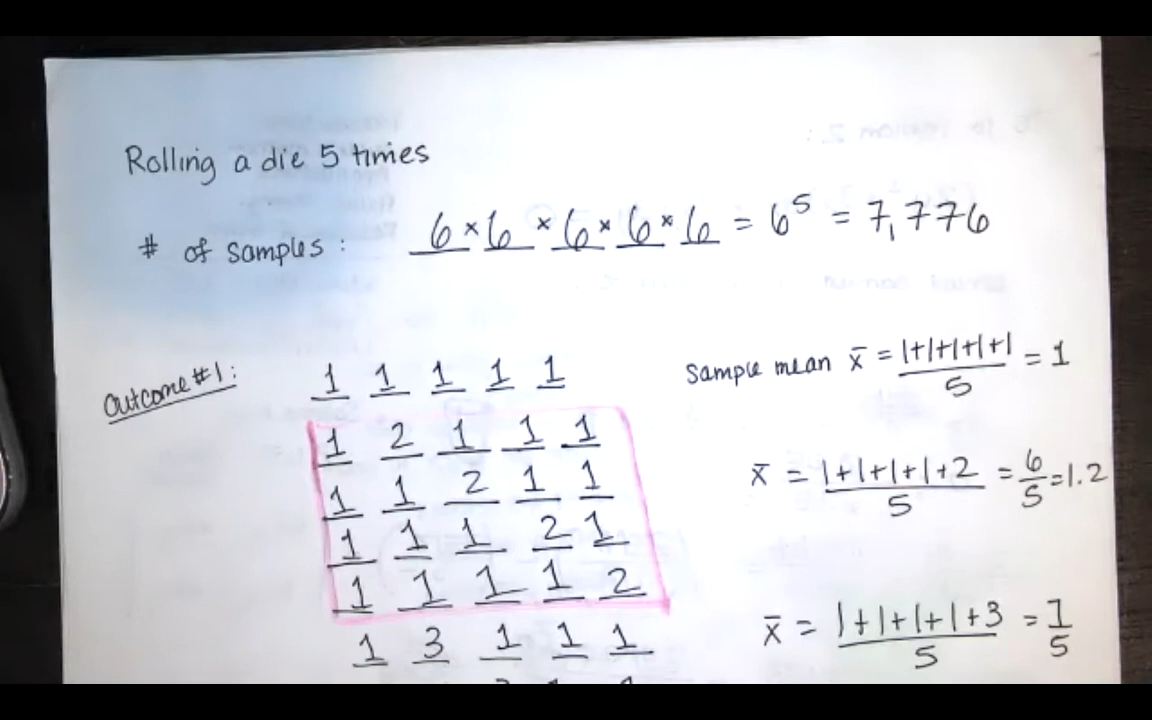 Rolling a die 5 times
# of samples: 6 × 6 × 6 × 6 × 6 = 6⁵ = 7,776
Outcome #1: 1 1 1 1 1
Sample mean x̄ = 1+1+1+1+1/5 = 1
1 2 1 1 1
1 1 2 1 1
x̄ = 1+1+1+1+2/5 = 6/5 = 1.2
1 1 1 2 1
1 1 1 1 2
1 3 1 1 1
x̄ = 1+1+1+1+3/5 = 7/5